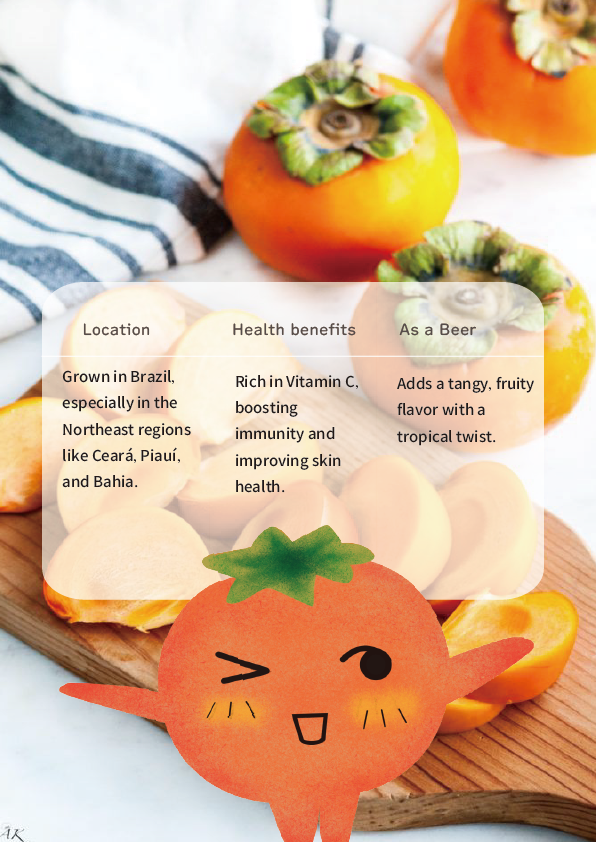 Location
Grown in Brazil,
especially in the
Northeast regions
like Ceará, Piauí,
and Bahia.
Health benefits
Rich in Vitamin C,
boosting
immunity and
improving skin
health.
As a Beer
Adds a tangy, fruity
flavor with a
tropical twist.
AK